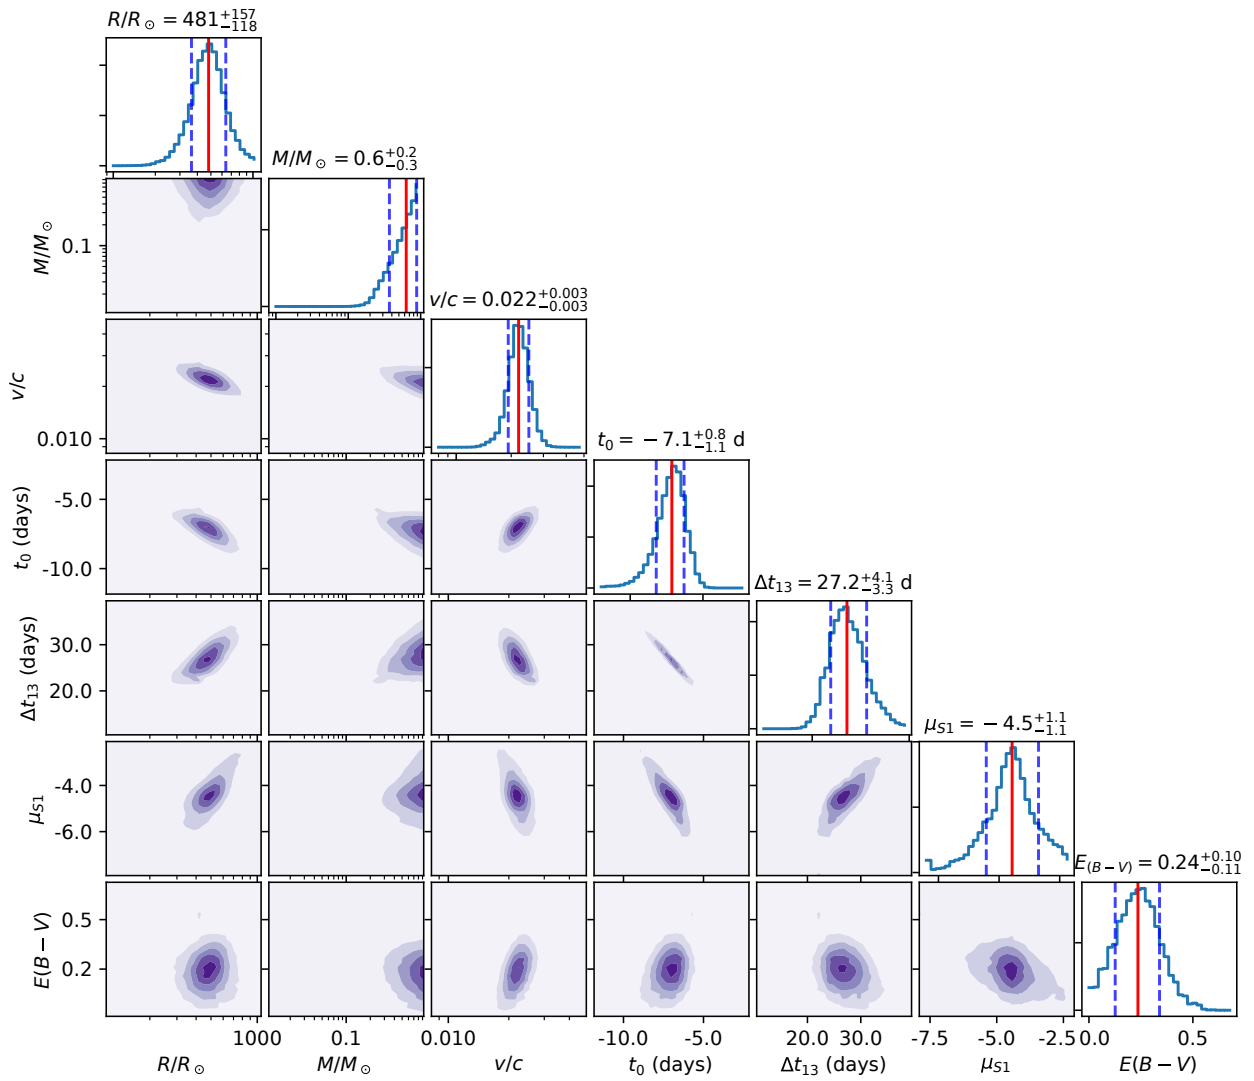 R/R⊙ = 481 +157 −118
M/M⊙ = 0.6 +0.2 −0.3
M/M⊙
0.1
v/c = 0.022 +0.003 −0.003
v/c
0.010
t0 = −7.1 +0.8 −1.1 d
t0 (days)
-5.0
-10.0
Δt13 = 27.2 +4.1 −3.3 d
Δt13 (days)
30.0
20.0
μS1 = −4.5 +1.1 −1.1
μS1
-4.0
-6.0
E(B−V) = 0.24 +0.10 −0.11
E(B − V)
0.5
0.2
1000 0.1 0.010 -10.0 -5.0 20.0 30.0 -7.5 -5.0 -2.5 0.0 0.5
R/R⊙ M/M⊙ v/c t0 (days) Δt13 (days) μS1 E(B − V)